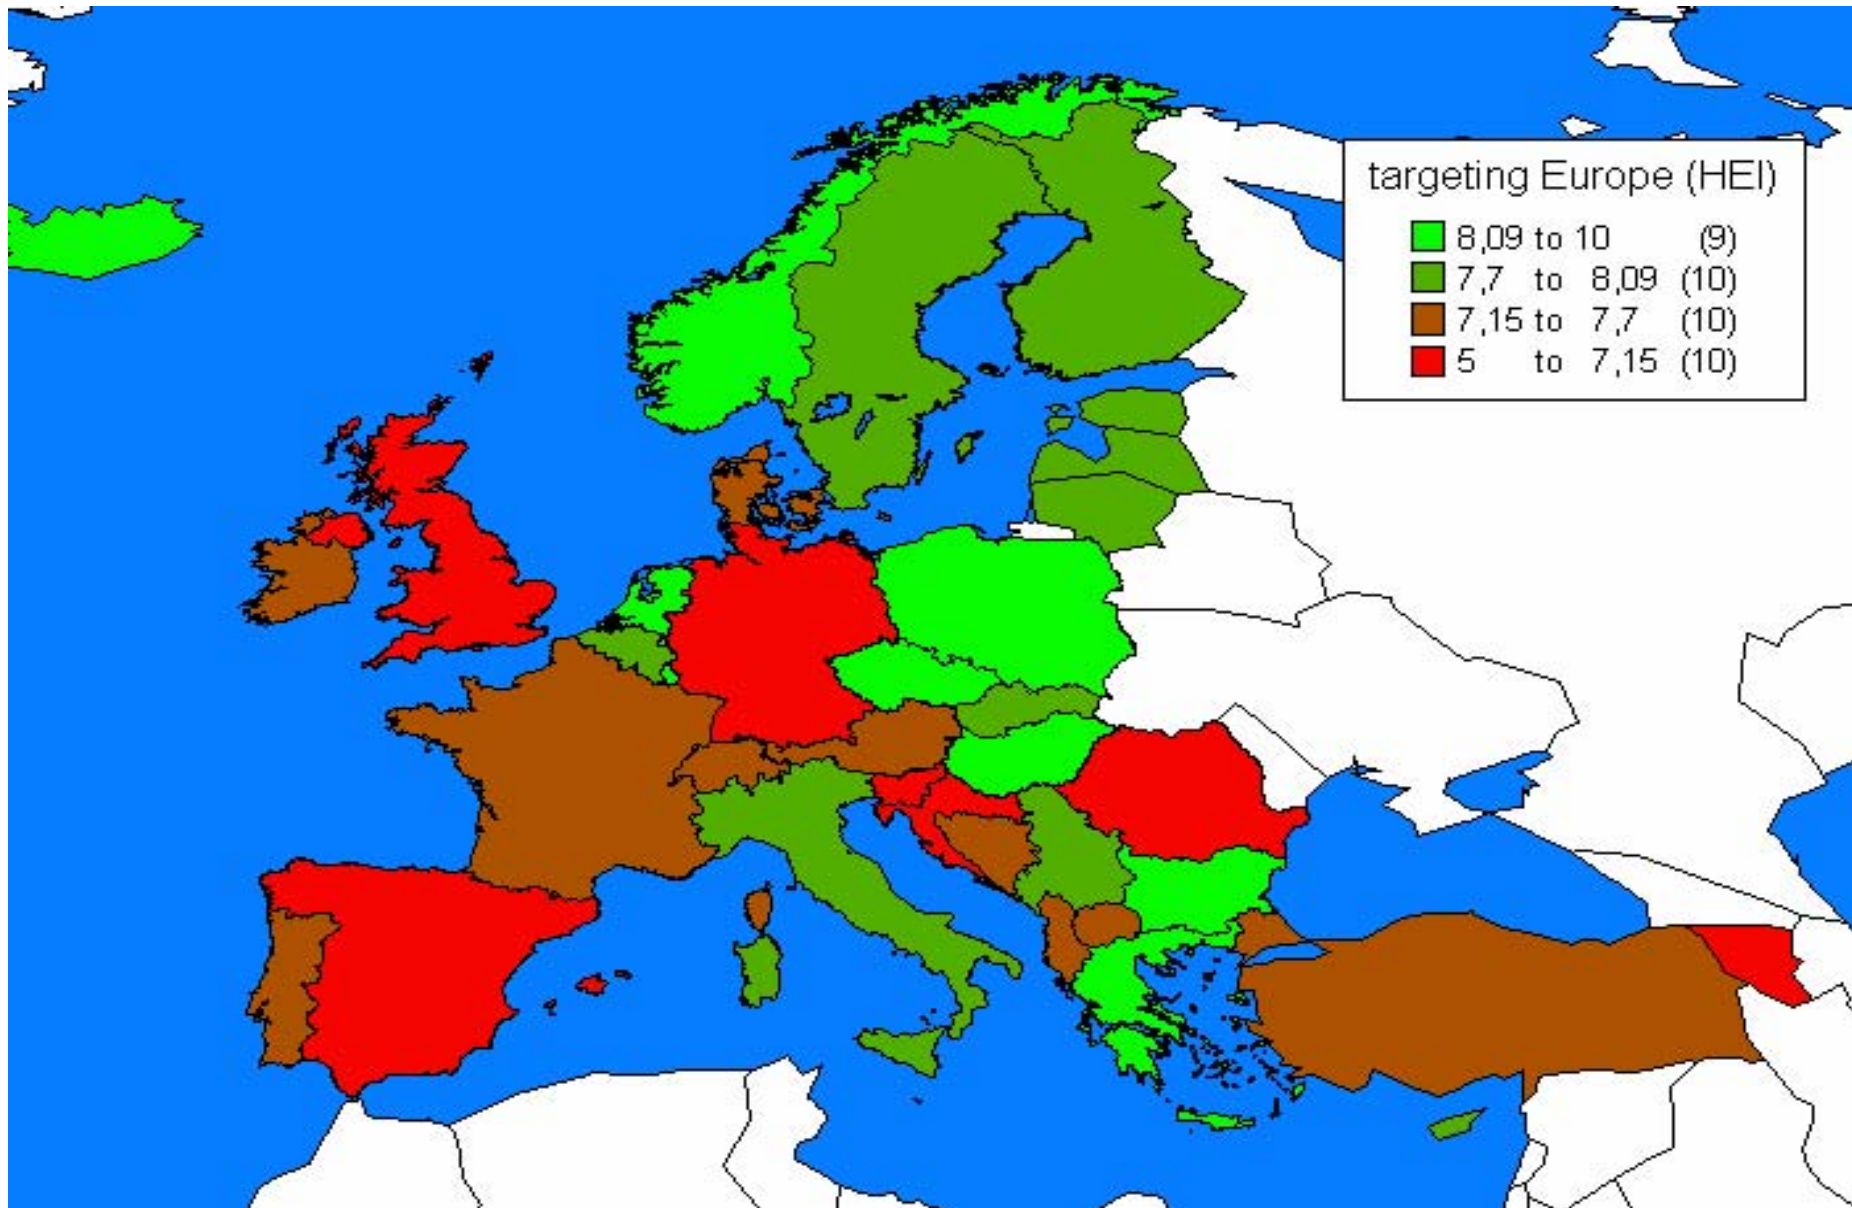 targeting Europe (HEI)
8,09 to 10 (9)
7,7 to 8,09 (10)
7,15 to 7,7 (10)
5 to 7,15 (10)